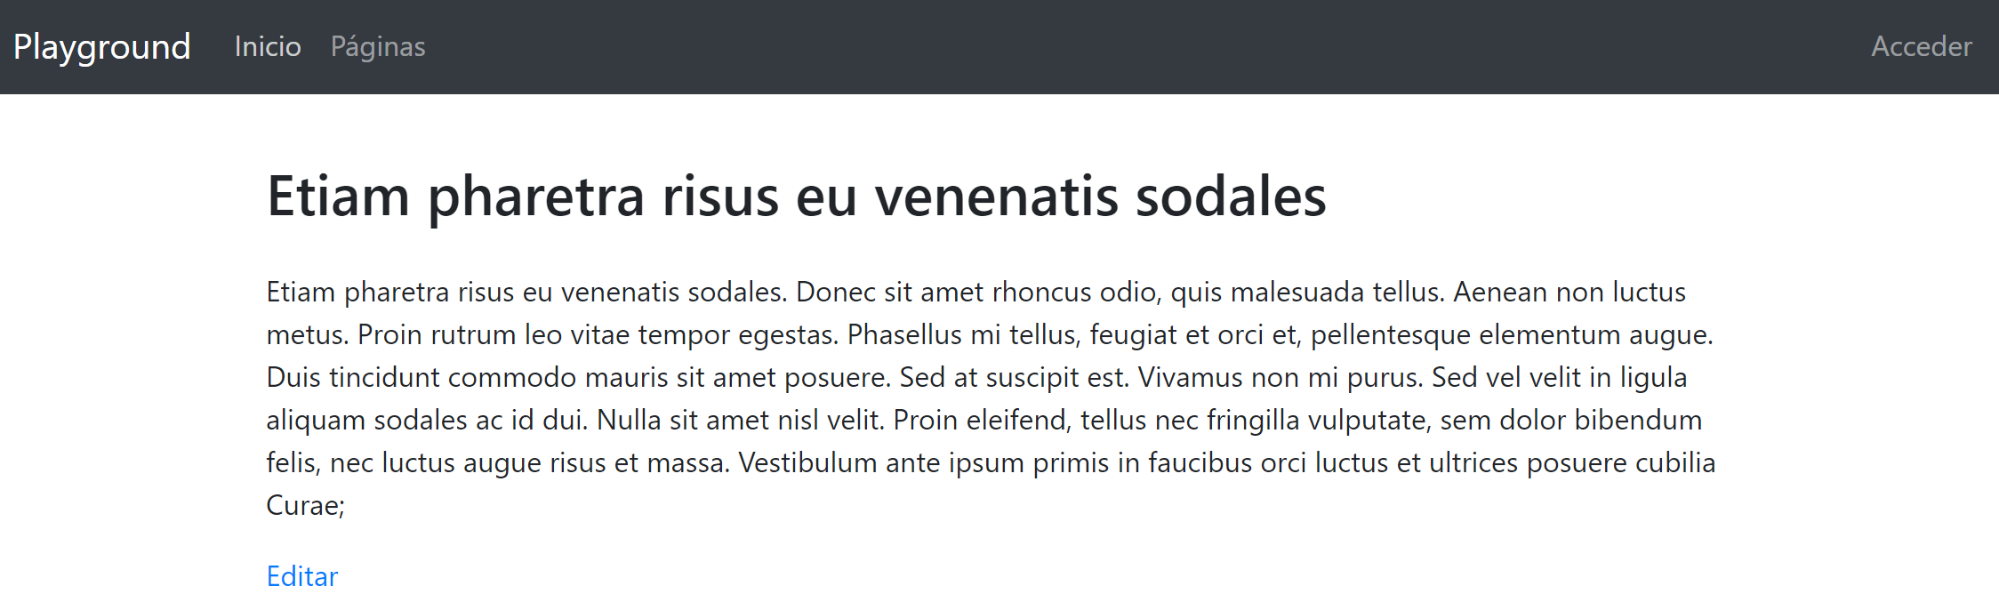 Playground Inicio Páginas Acceder
Etiam pharetra risus eu venenatis sodales
Etiam pharetra risus eu venenatis sodales. Donec sit amet rhoncus odio, quis malesuada tellus. Aenean non luctus
metus. Proin rutrum leo vitae tempor egestas. Phasellus mi tellus, feugiat et orci et, pellentesque elementum augue.
Duis tincidunt commodo mauris sit amet posuere. Sed at suscipit est. Vivamus non mi purus. Sed vel velit in ligula
aliquam sodales ac id dui. Nulla sit amet nisl velit. Proin eleifend, tellus nec fringilla vulputate, sem dolor bibendum
felis, nec luctus augue risus et massa. Vestibulum ante ipsum primis in faucibus orci luctus et ultrices posuere cubilia
Curae;
Editar